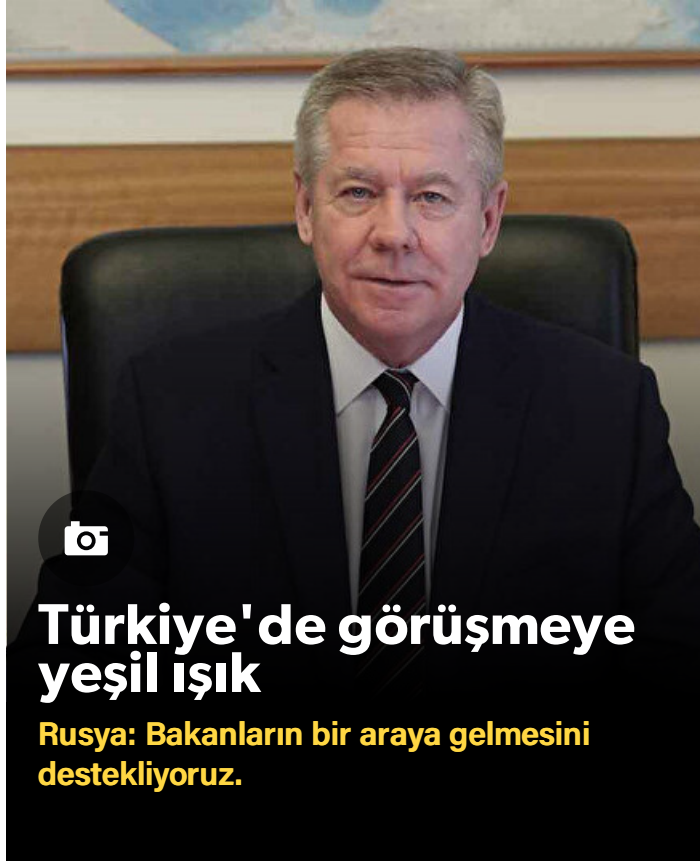 Türkiye'de görüşmeye
yeşil ışık
Rusya: Bakanların bir araya gelmesini
destekliyoruz.